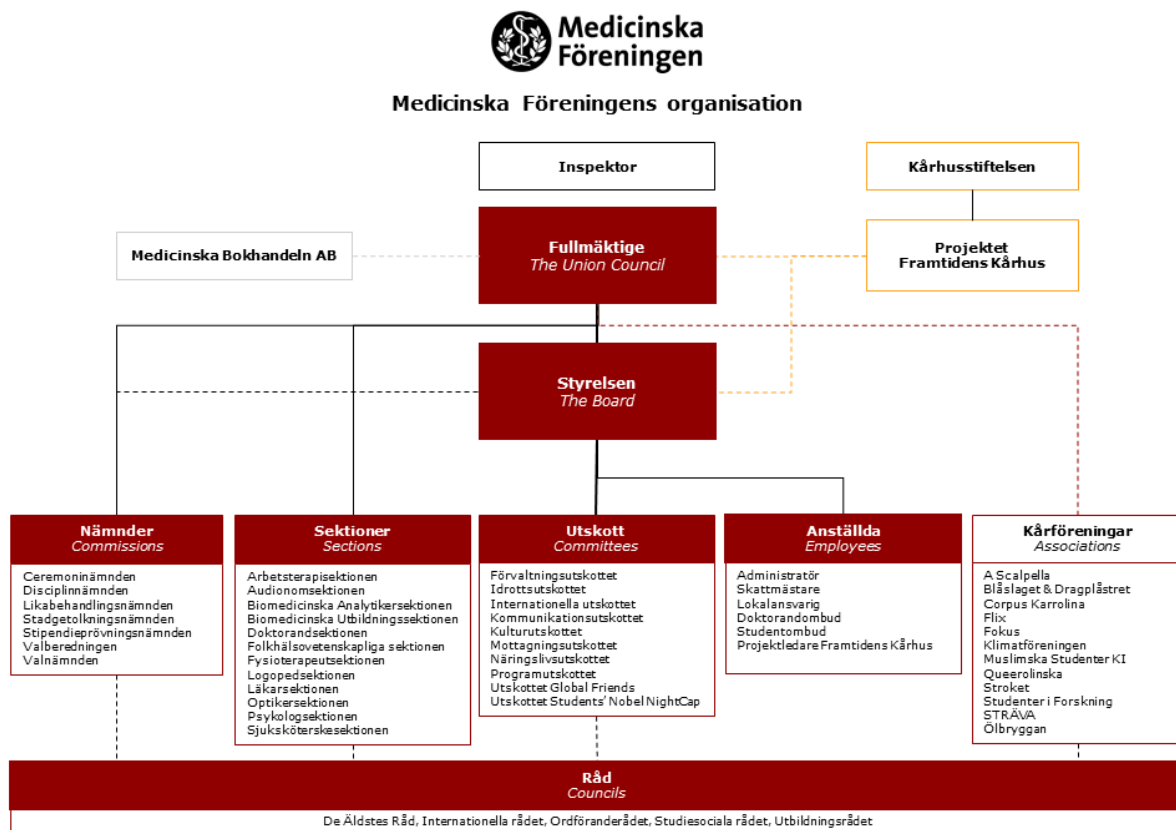 Medicinska
Föreningen
Medicinska Föreningens organisation
Inspektor
Kårhusstiftelsen
Medicinska Bokhandeln AB
Fullmäktige
The Union Council
Projektet
Framtidens Kårhus
Styrelsen
The Board
Nämnder
Commissions
Ceremoninämnden
Disciplinnämnden
Likabehandlingsnämnden
Stadgetolkningsnämnden
Stipendieprövningsnämnden
Valberedningen
Valnämnden
Sektioner
Sections
Arbetsterapisektionen
Audionomsektionen
Biomedicinska Analytikersektionen
Biomedicinska Utbildningssektionen
Doktorandsektionen
Folkhälsovetenskapliga sektionen
Fysioterapeutsektionen
Logopedsektionen
Läkarsektionen
Optikersektionen
Psykologsektionen
Sjuksköterskesektionen
Utskott
Committees
Förvaltningsutskottet
Idrottsutskottet
Internationella utskottet
Kommunikationsutskottet
Kulturutskottet
Mottagningsutskottet
Näringslivsutskottet
Programutskottet
Utskottet Global Friends
Utskottet Students' Nobel NightCap
Anställda
Employees
Administratör
Skattmästare
Lokalansvarig
Doktorandombud
Studentombud
Projektledare Framtidens Kårhus
Kårföreningar
Associations
A Scalpella
Blåslaget & Dragplåstret
Corpus Karrolina
Flix
Fokus
Klimatföreningen
Muslimska Studenter KI
Queerolinska
Stroket
Studenter i Forskning
STRÄVA
Ölbryggan
Råd
Councils
De Äldstes Råd, Internationella rådet, Ordföranderådet, Studiesociala rådet, Utbildningsrådet